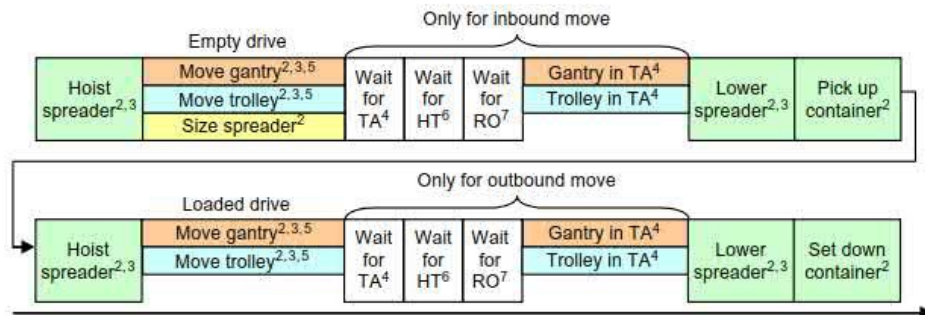 Only for inbound move
Empty drive
Hoist
spreader²,³
Move gantry²,³,⁵
Move trolley²,³,⁵
Size spreader²
Wait
for
TA⁴
Wait
for
HT⁶
Wait
for
RO⁷
Gantry in TA⁴
Trolley in TA⁴
Lower
spreader²,³
Pick up
container²
Only for outbound move
Loaded drive
Hoist
spreader²,³
Move gantry²,³,⁵
Move trolley²,³,⁵
Wait
for
TA⁴
Wait
for
HT⁶
Wait
for
RO⁷
Gantry in TA⁴
Trolley in TA⁴
Lower
spreader²,³
Set down
container²